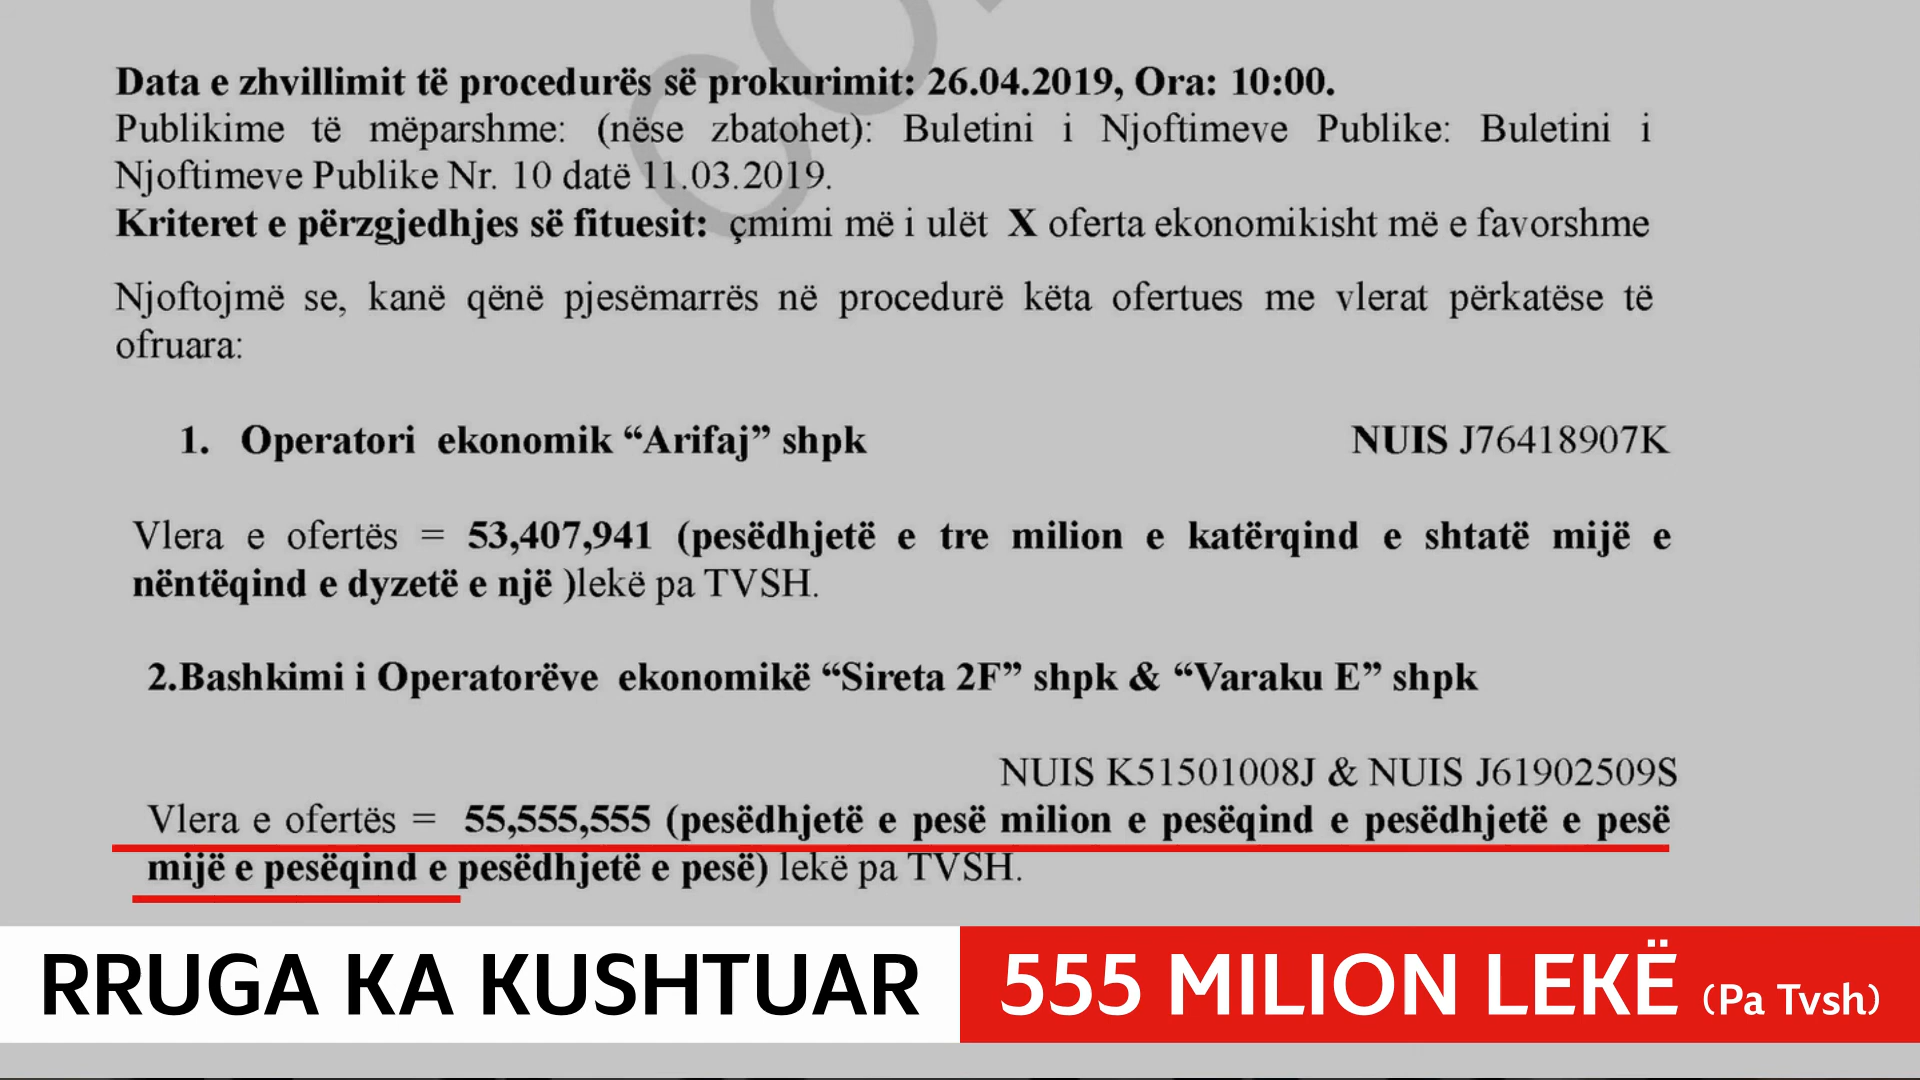 Data e zhvillimit të procedurës së prokurimit: 26.04.2019, Ora: 10:00.
Publikime të mëparshme: (nëse zbatohet): Buletini i Njoftimeve Publike: Buletini i
Njoftimeve Publike Nr. 10 datë 11.03.2019.
Kriteret e përzgjedhjes së fituesit: çmimi më i ulët X oferta ekonomikisht më e favorshme
Njoftojmë se, kanë qënë pjesëmarrës në procedurë këta ofertues me vlerat përkatëse të
ofruara:
1. Operatori ekonomik “Arifaj” shpk NUIS J76418907K
Vlera e ofertës = 53,407,941 (pesëdhjetë e tre milion e katërqind e shtatë mijë e
nëntëqind e dyzetë e një )lekë pa TVSH.
2.Bashkimi i Operatorëve ekonomikë “Sireta 2F” shpk & “Varaku E” shpk
NUIS K51501008J & NUIS J61902509S
Vlera e ofertës = 55,555,555 (pesëdhjetë e pesë milion e pesëqind e pesëdhjetë e pesë
mijë e pesëqind e pesëdhjetë e pesë) lekë pa TVSH.
RRUGA KA KUSHTUAR 555 MILION LEKË (Pa Tvsh)